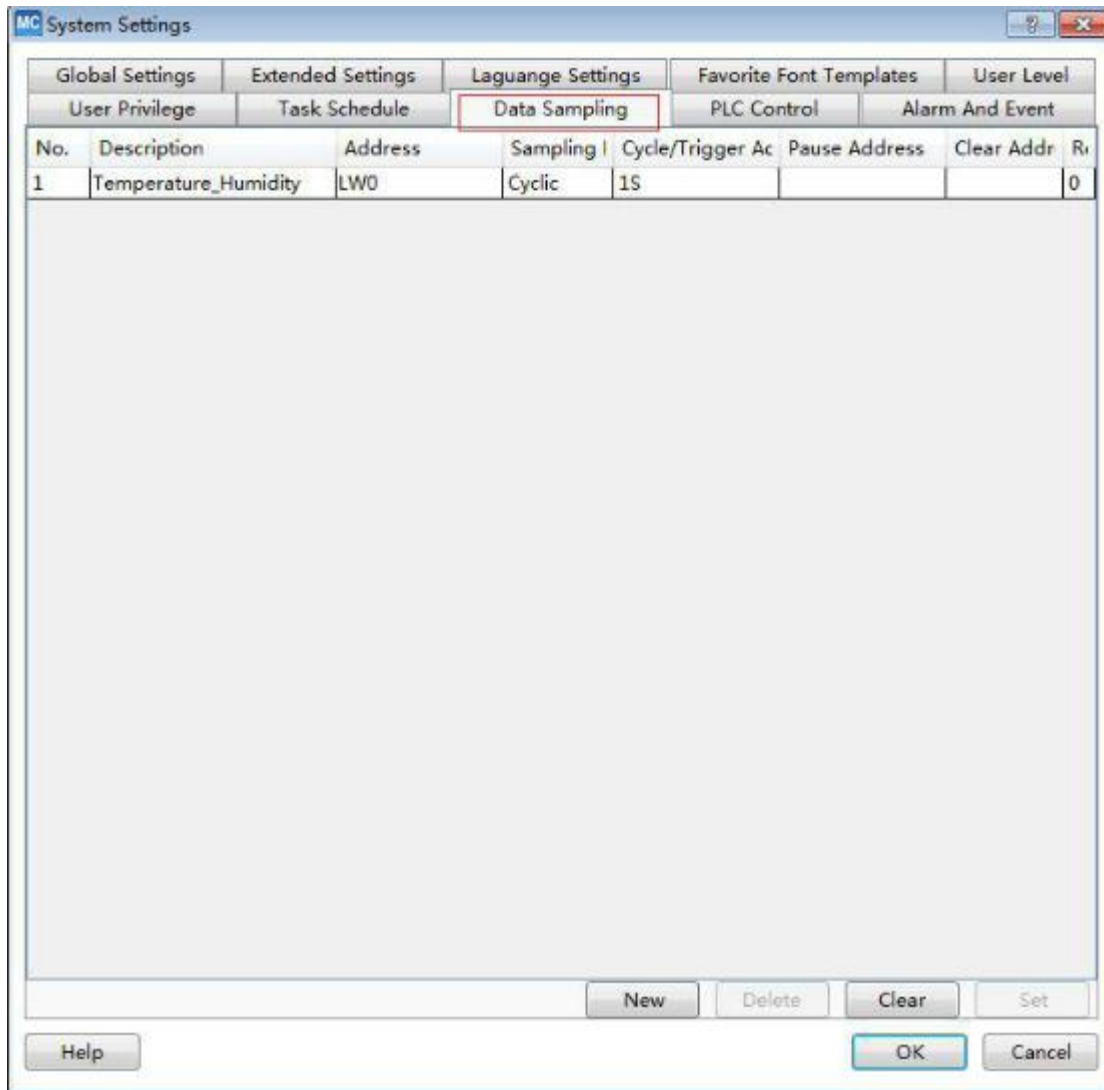 MC System Settings
Global Settings Extended Settings Laguange Settings Favorite Font Templates User Level
User Privilege Task Schedule Data Sampling PLC Control Alarm And Event
No. Description Address Sampling Cycle/Trigger Ac Pause Address Clear Addr
1 Temperature_Humidity LW0 Cyclic 1S 0
New Delete Clear Set
Help OK Cancel